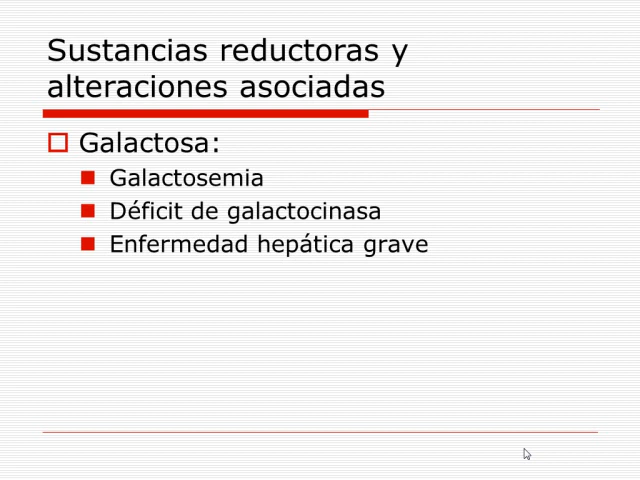 Sustancias reductoras y
alteraciones asociadas
Galactosa:
Galactosemia
Déficit de galactocinasa
Enfermedad hepática grave